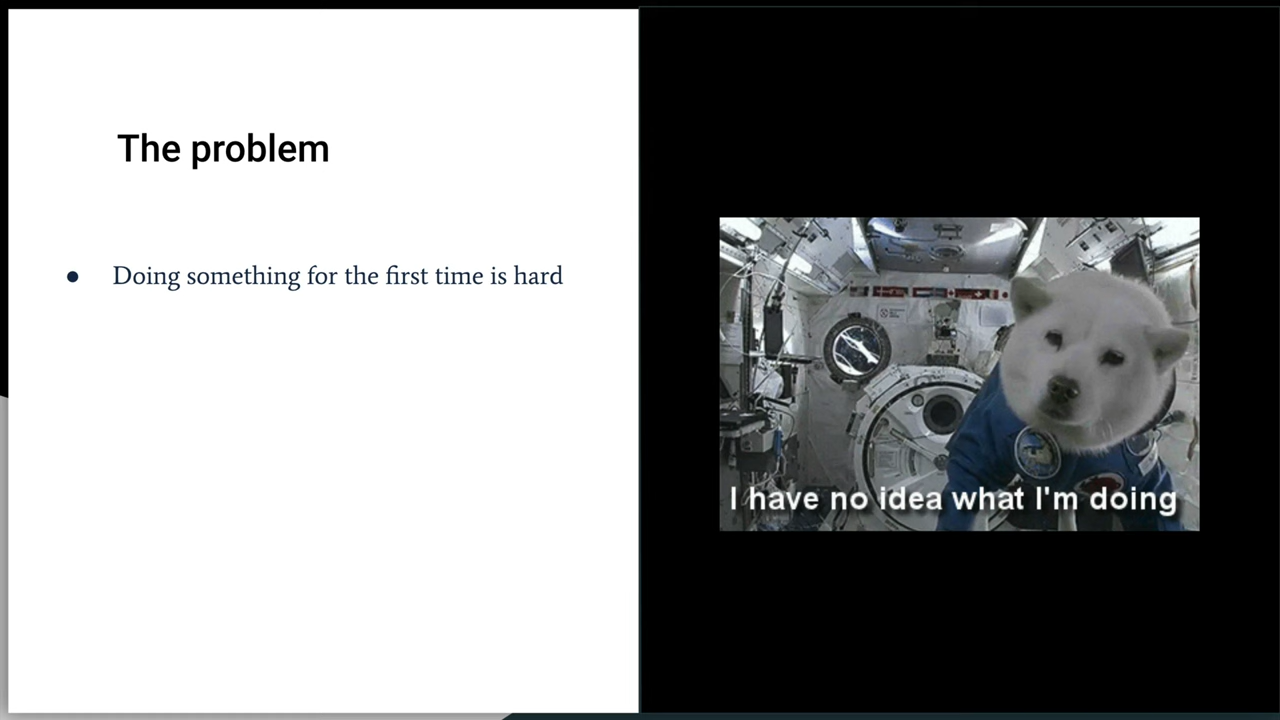 The problem
● Doing something for the first time is hard
I have no idea what I'm doing